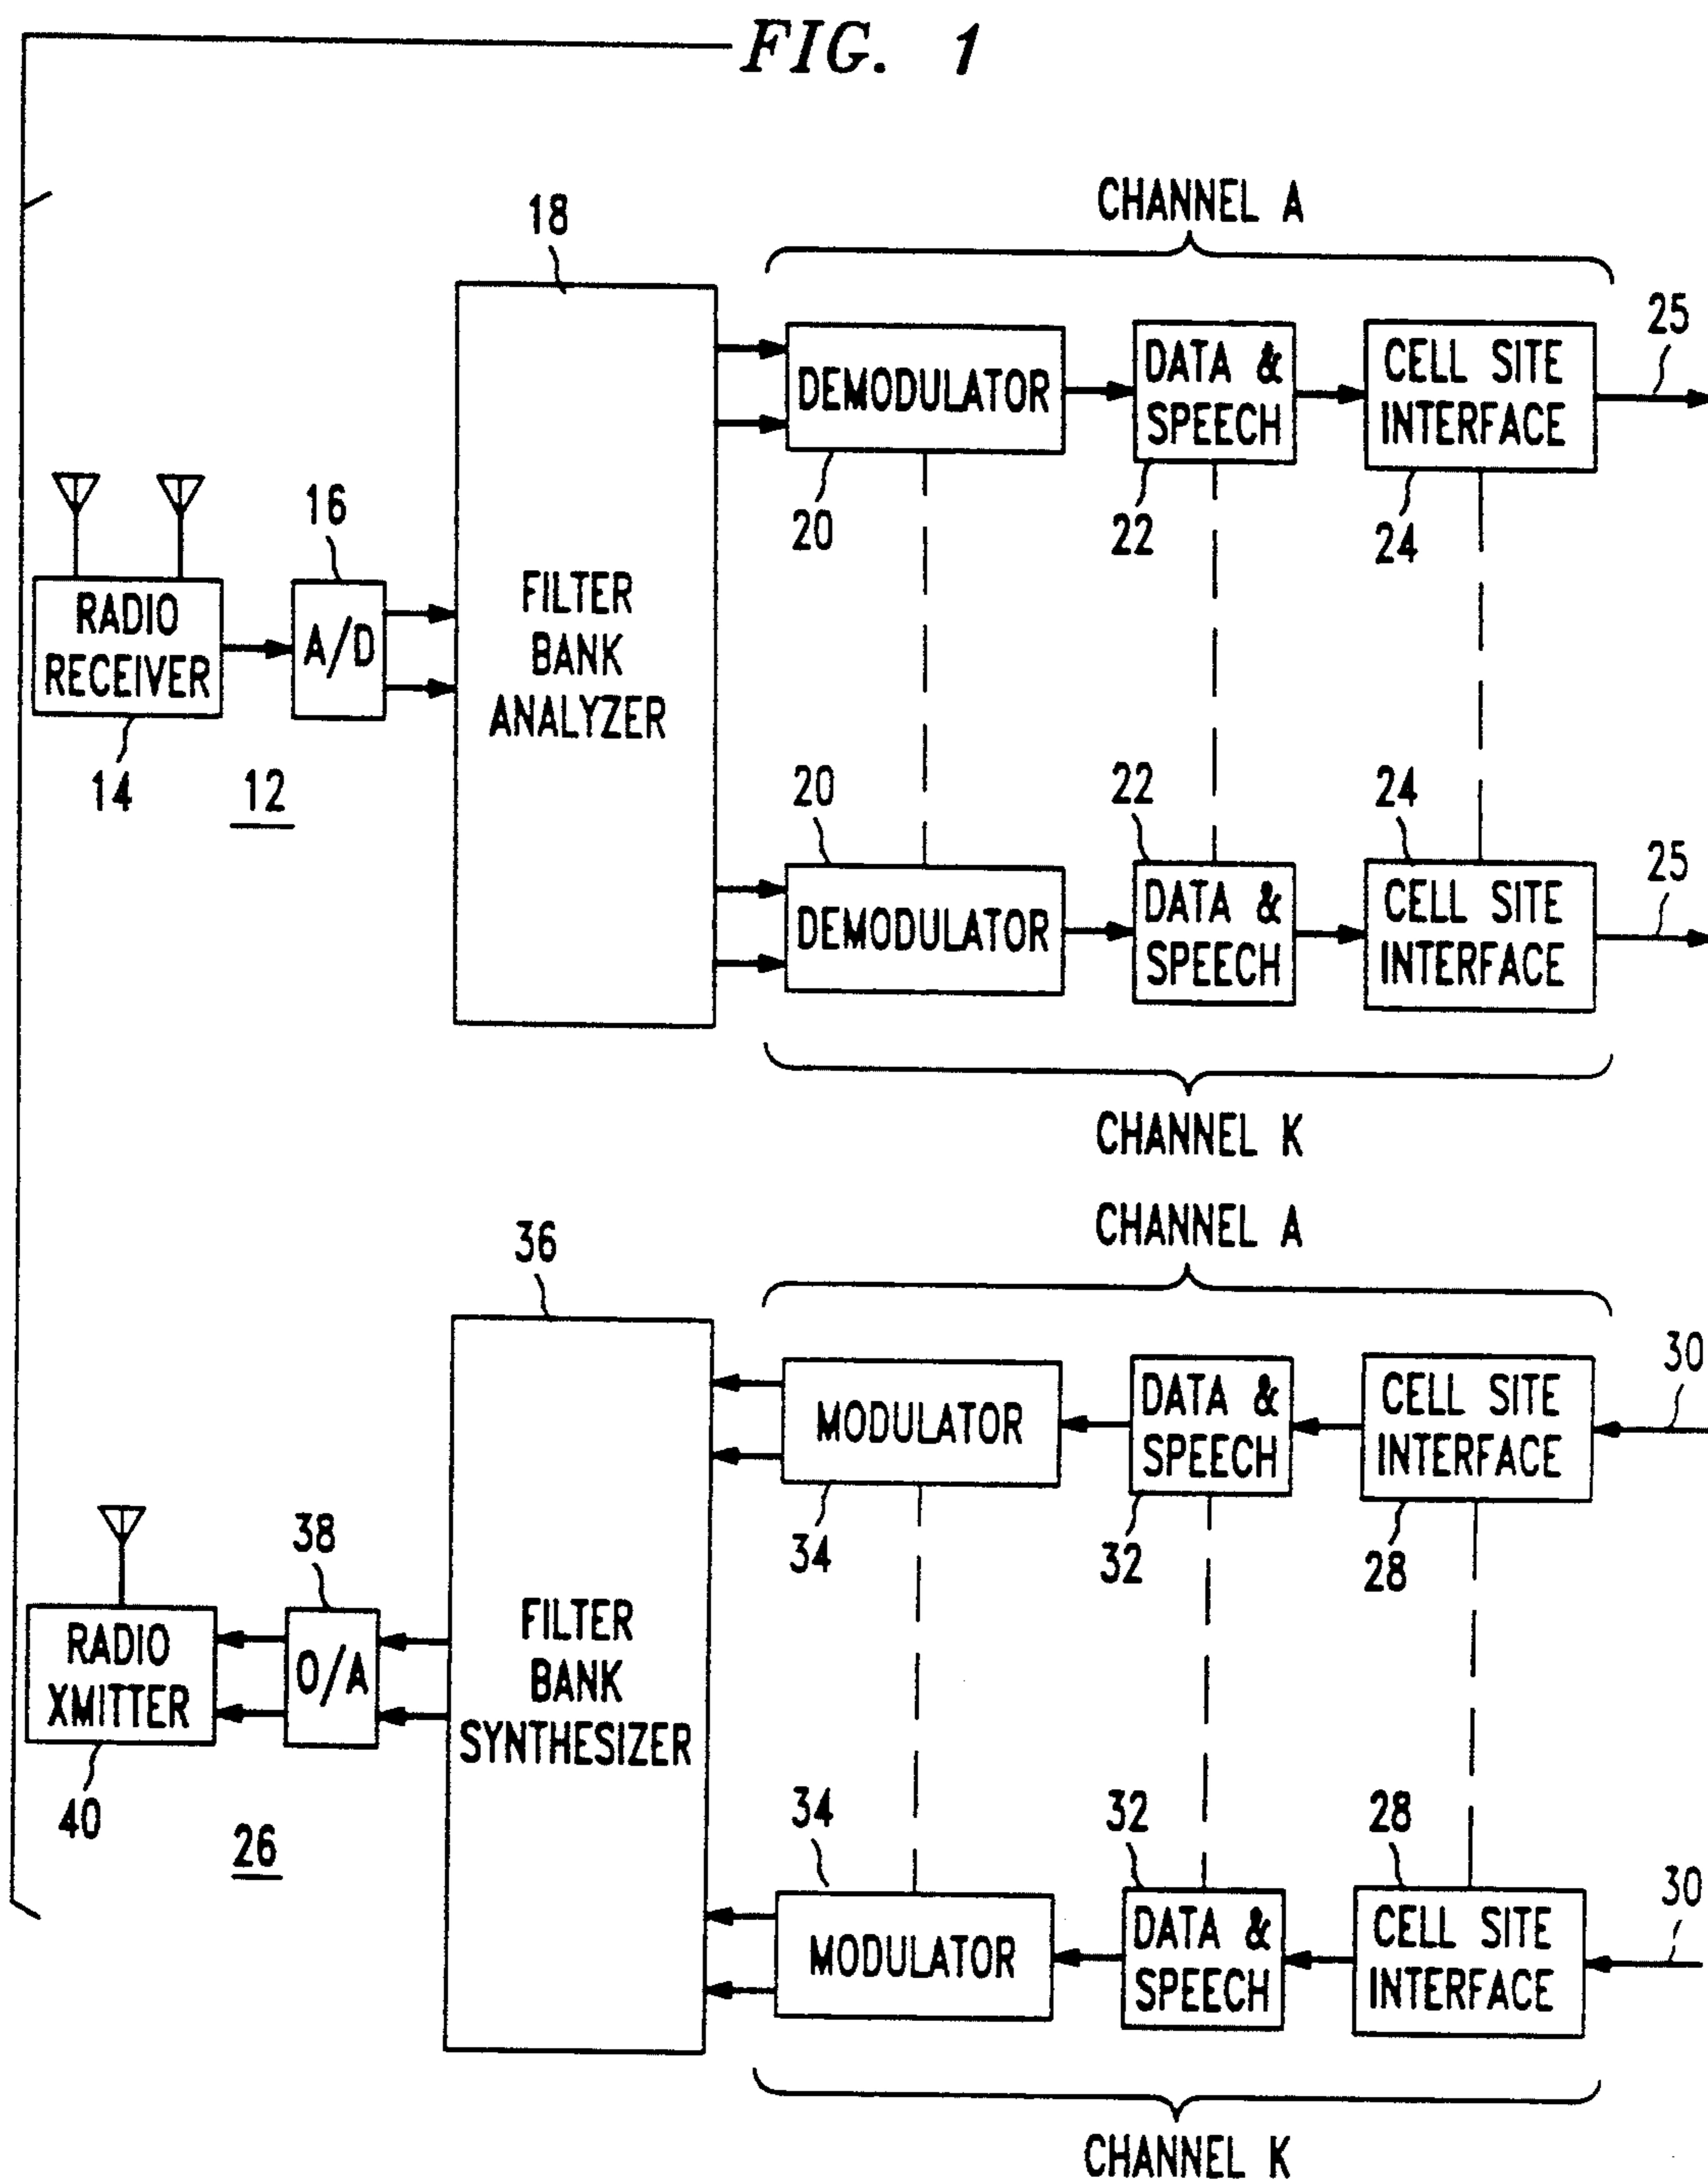 FIG. 1
CHANNEL A
18
25
DEMODULATOR
DATA &
SPEECH
CELL SITE
INTERFACE
20
22
24
16
RADIO
RECEIVER
A/D
FILTER
BANK
ANALYZER
14
12
20
22
24
25
DEMODULATOR
DATA &
SPEECH
CELL SITE
INTERFACE
CHANNEL K
CHANNEL A
36
30
MODULATOR
DATA &
SPEECH
CELL SITE
INTERFACE
34
32
28
38
RADIO
XMITTER
O/A
FILTER
BANK
SYNTHESIZER
40
26
34
32
28
30
MODULATOR
DATA &
SPEECH
CELL SITE
INTERFACE
CHANNEL K